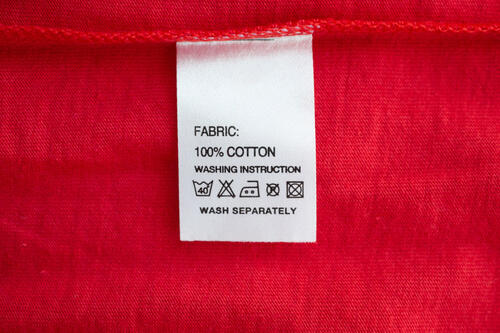 FABRIC:
100% COTTON
WASHING INSTRUCTION
40
WASH SEPARATELY